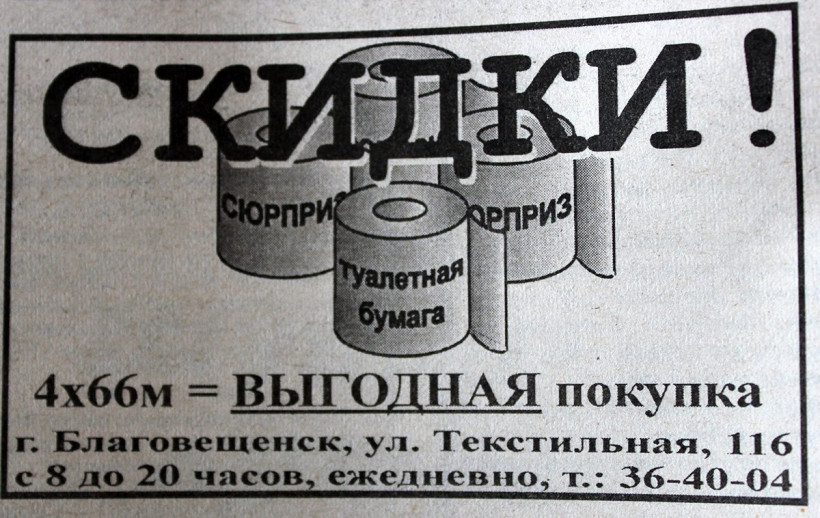 СКИДКИ!
СЮРПРИЗ
туалетная
бумага
4х66м = ВЫГОДНАЯ покупка
г. Благовещенск, ул. Текстильная, 116
с 8 до 20 часов, ежедневно, т.: 36-40-04